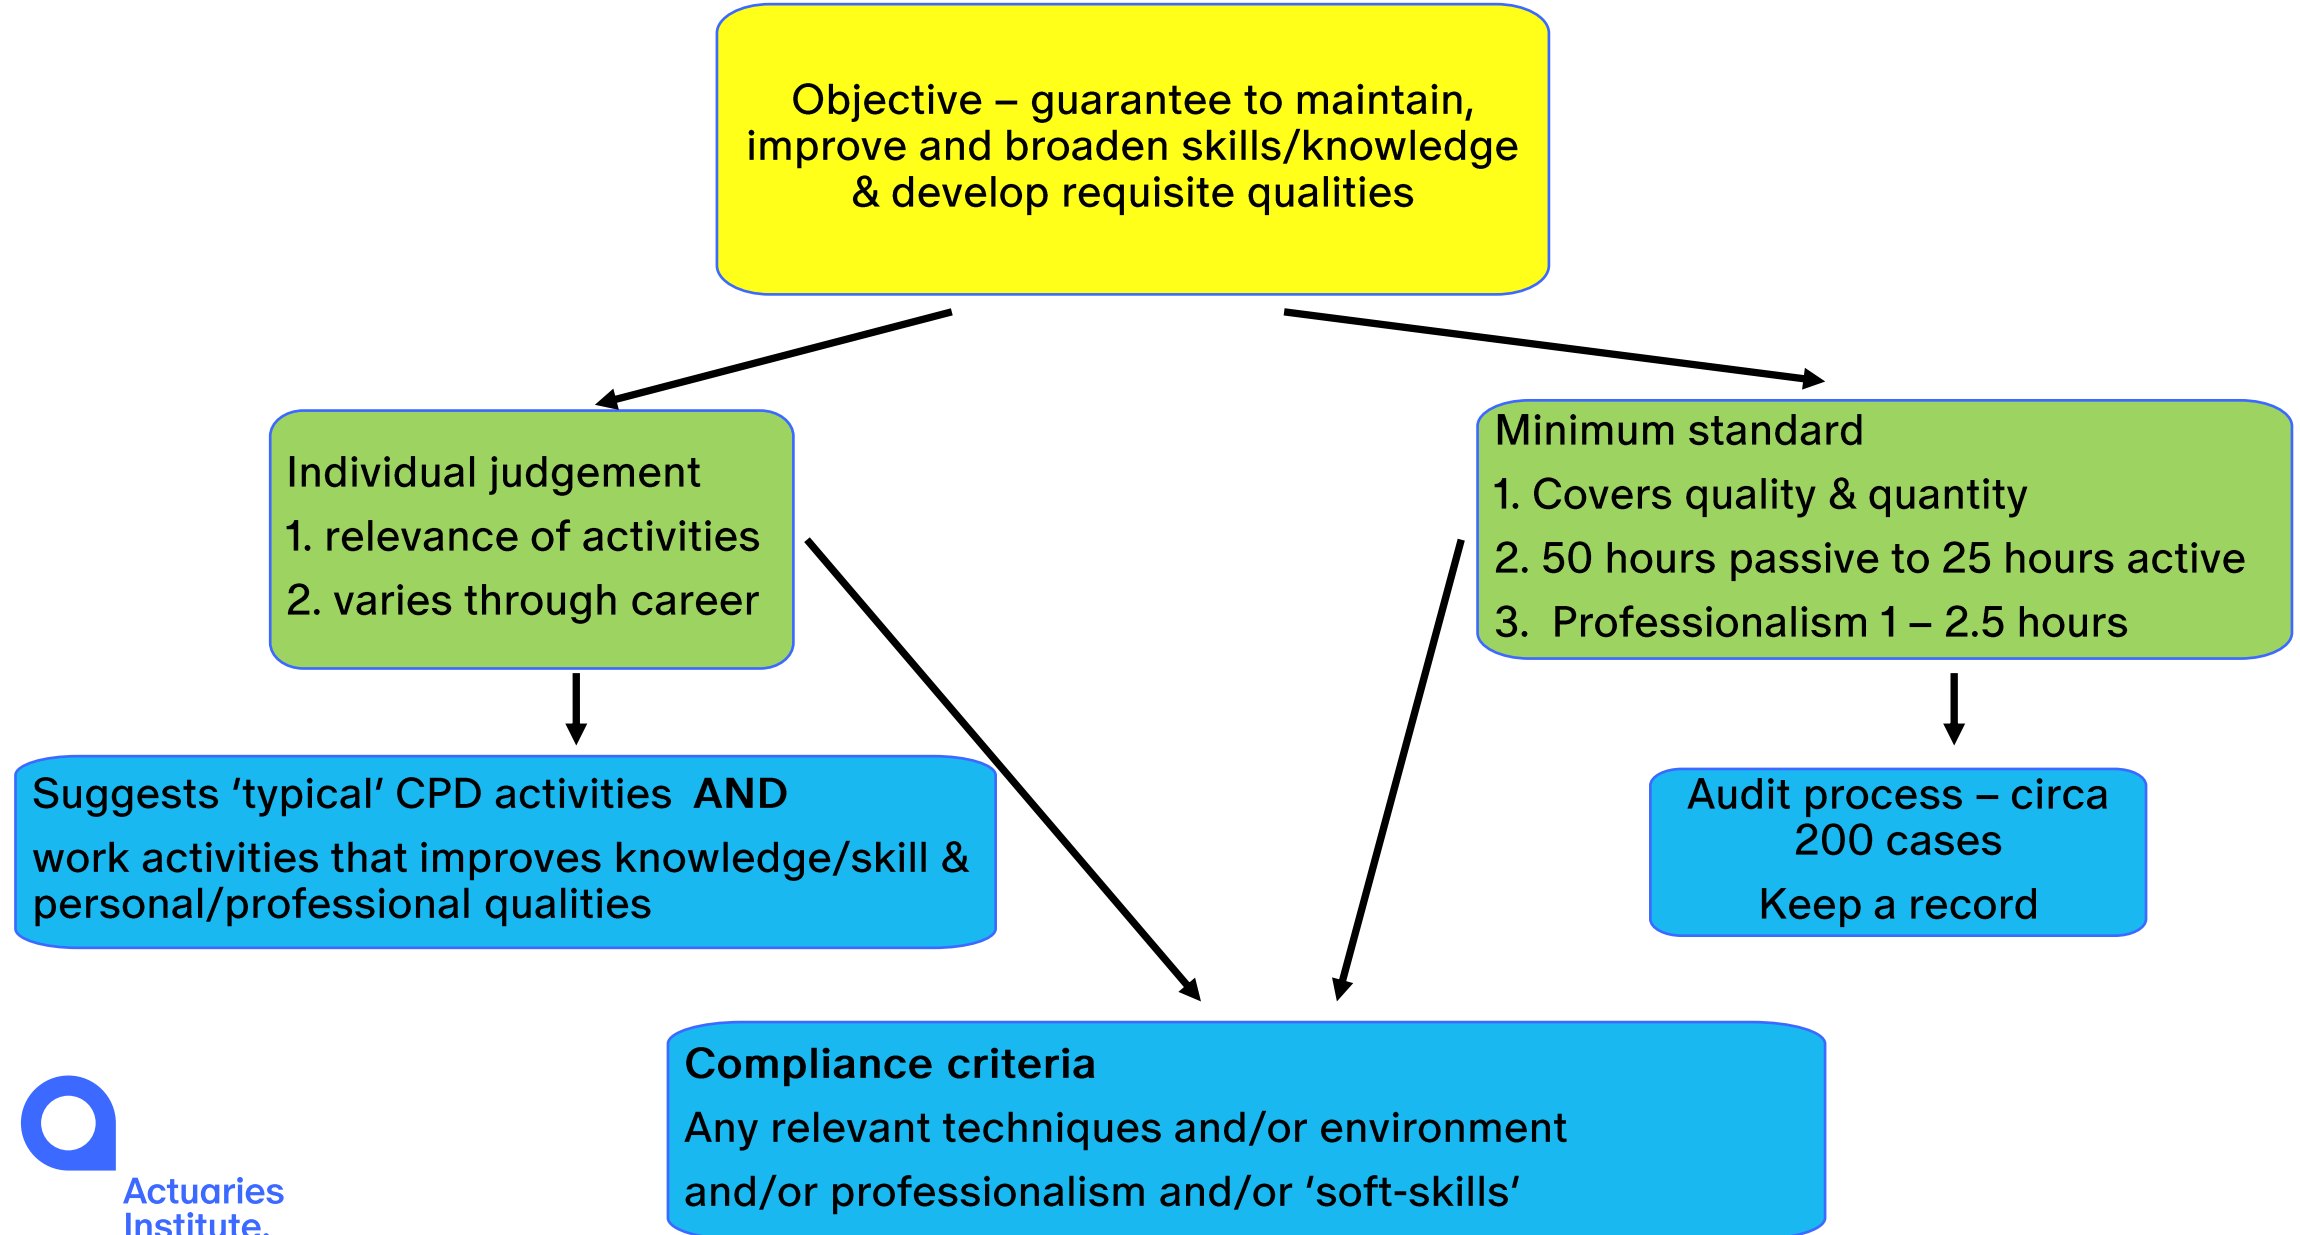 Objective – guarantee to maintain,
improve and broaden skills/knowledge
& develop requisite qualities
Individual judgement
1. relevance of activities
2. varies through career
Minimum standard
1. Covers quality & quantity
2. 50 hours passive to 25 hours active
3.  Professionalism 1 – 2.5 hours
Suggests ‘typical’ CPD activities  AND
work activities that improves knowledge/skill &
personal/professional qualities
Audit process – circa
200 cases
Keep a record
Compliance criteria
Any relevant techniques and/or environment
and/or professionalism and/or ‘soft-skills’
Actuaries
Institute.